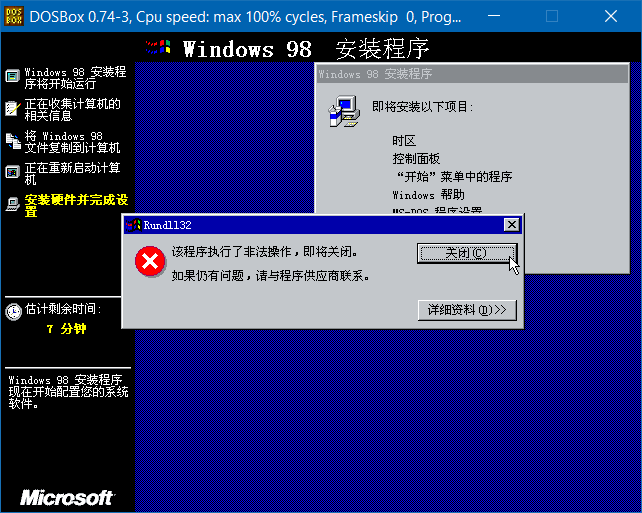 DOSBox 0.74-3, Cpu speed: max 100% cycles, Frameskip 0, Prog...
DOS
BOX
Windows 98 安装程序
Windows 98 安装程
序将开始运行
正在收集计算机的
相关信息
将 Windows 98
文件复制到计算机
正在重新启动计算
机
安装硬件并完成设
置
估计剩余时间:
7 分钟
Windows 98 安装程序
现在开始配置您的系统
软件。
Microsoft
Windows 98 安装程序
即将安装以下项目:
时区
控制面板
“开始”菜单中的程序
Windows 帮助
MS-DOS 程序设置
Rundll32
该程序执行了非法操作，即将关闭。
如果仍有问题，请与程序供应商联系。
关闭(C)
详细资料(D)>>